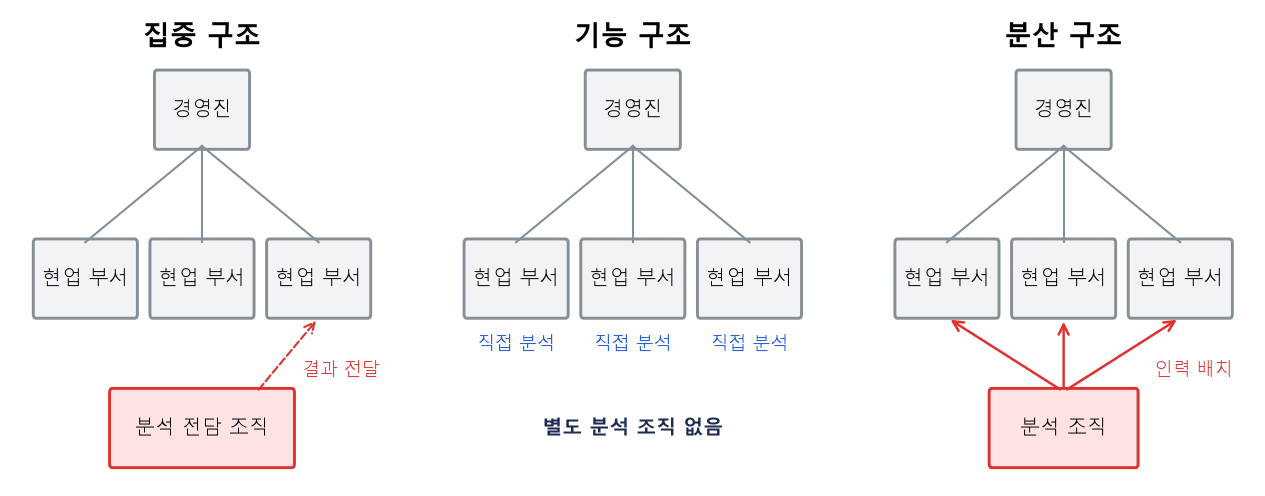 집중 구조
경영진
현업 부서
현업 부서
현업 부서
결과 전달
분석 전담 조직
기능 구조
경영진
현업 부서
현업 부서
현업 부서
직접 분석
직접 분석
직접 분석
별도 분석 조직 없음
분산 구조
경영진
현업 부서
현업 부서
현업 부서
인력 배치
분석 조직